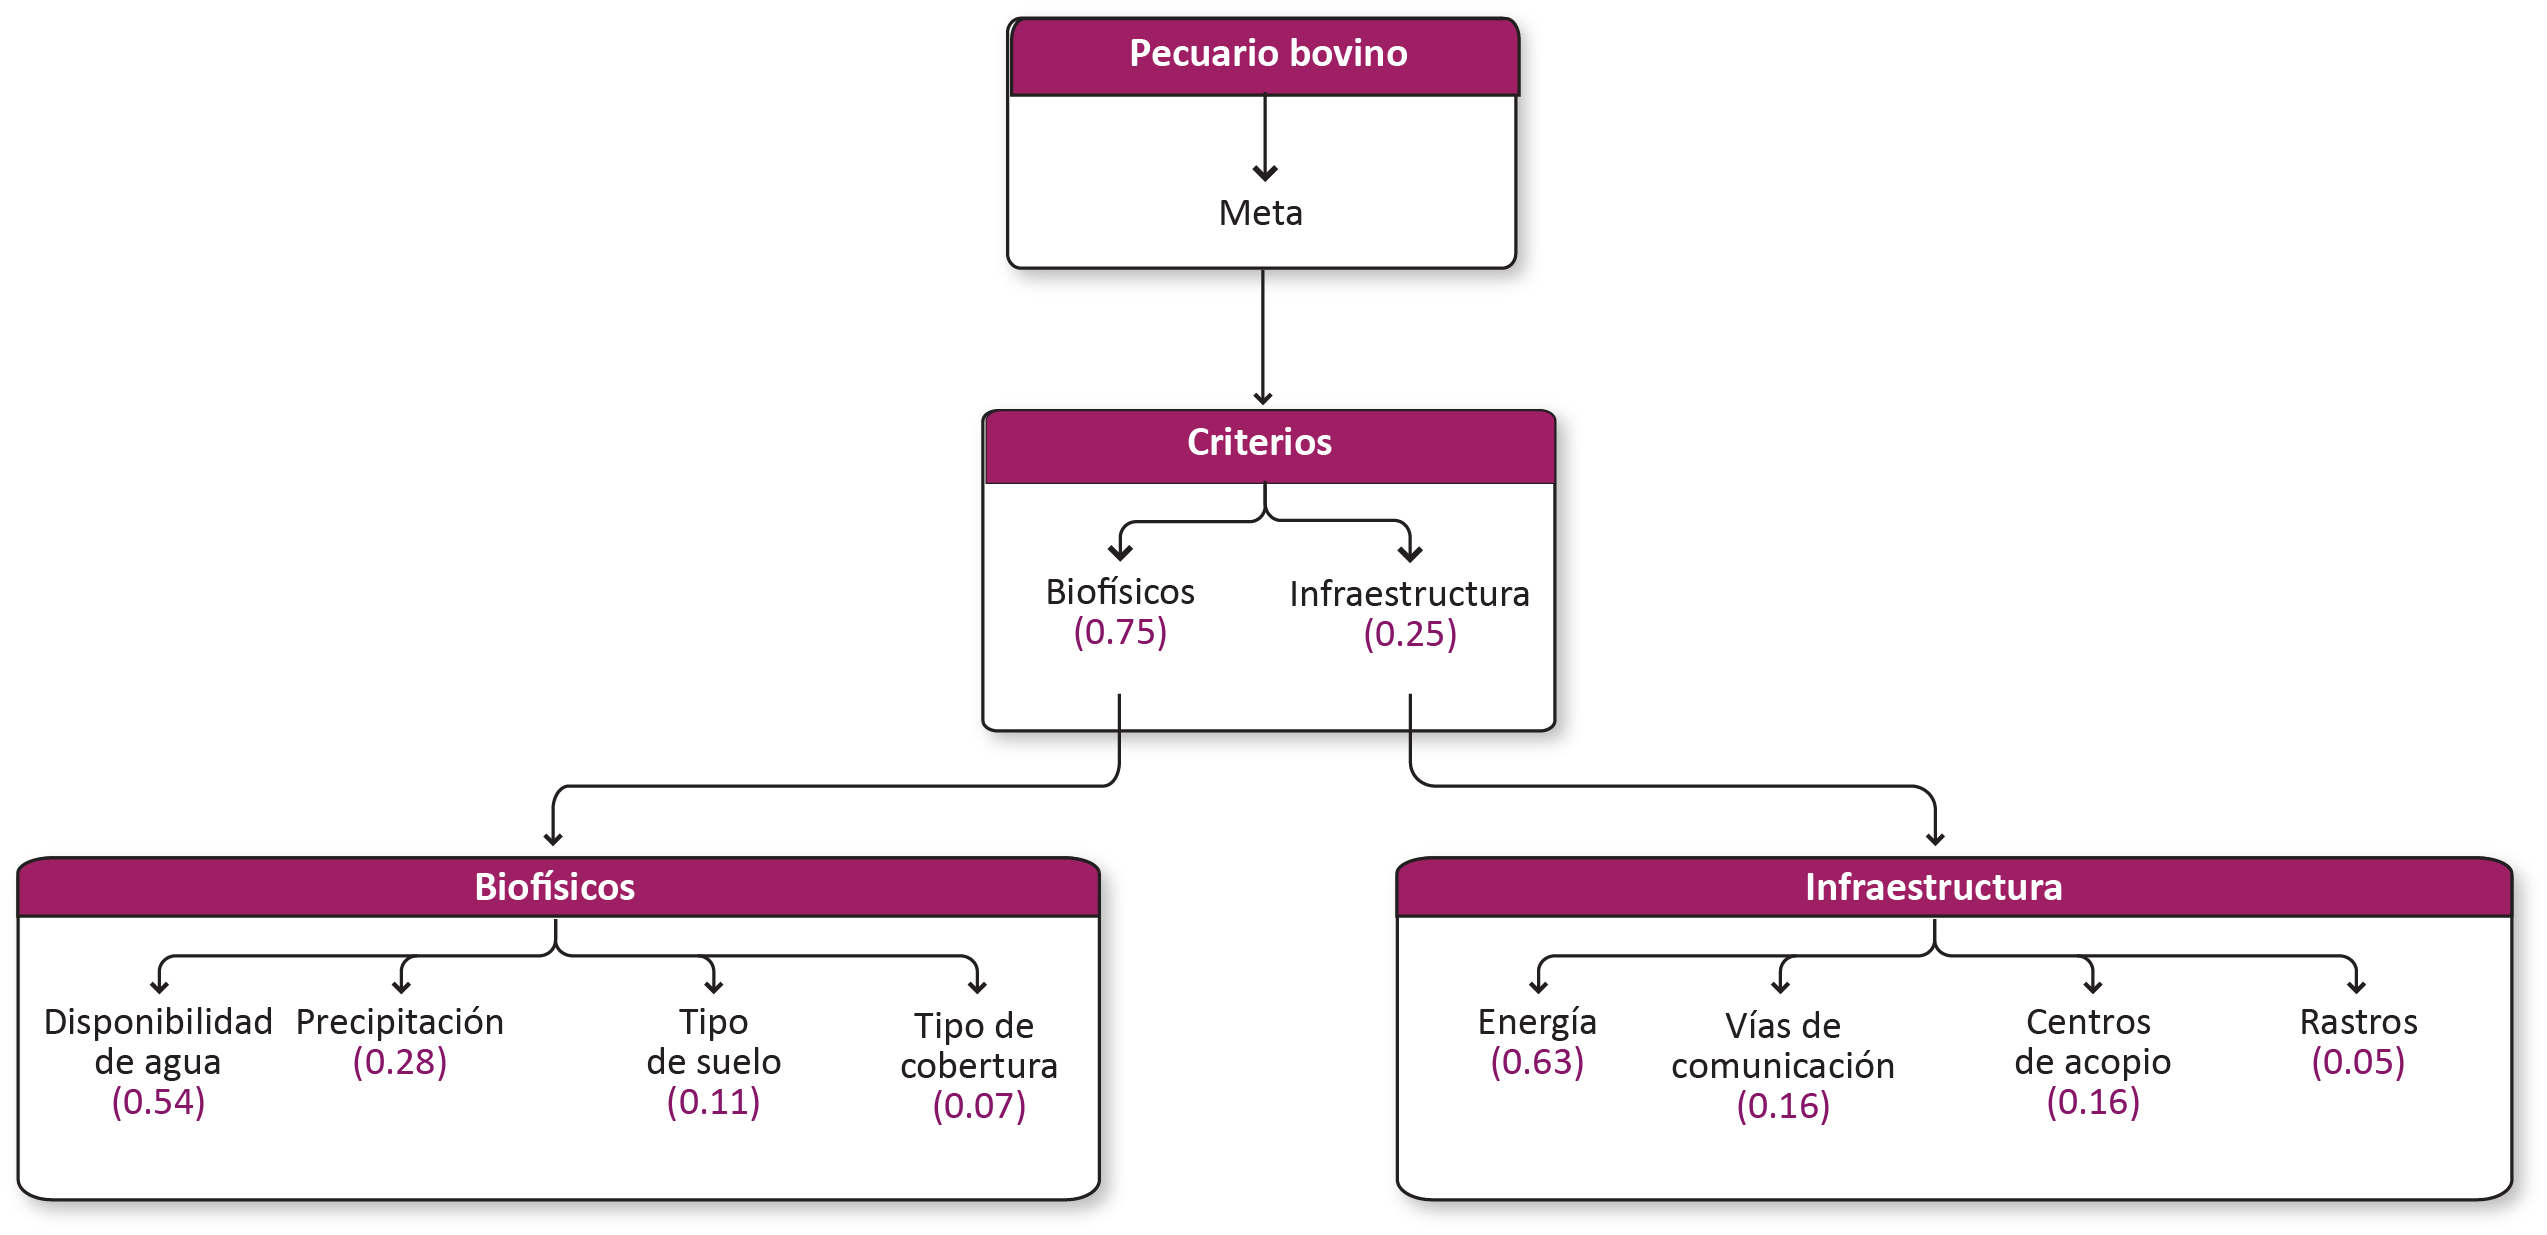 Pecuario bovino
Meta
Criterios
Biofísicos
(0.75)
Infraestructura
(0.25)
Biofísicos
Disponibilidad
de agua
(0.54)
Precipitación
(0.28)
Tipo
de suelo
(0.11)
Tipo de
cobertura
(0.07)
Infraestructura
Energía
(0.63)
Vías de
comunicación
(0.16)
Centros
de acopio
(0.16)
Rastros
(0.05)